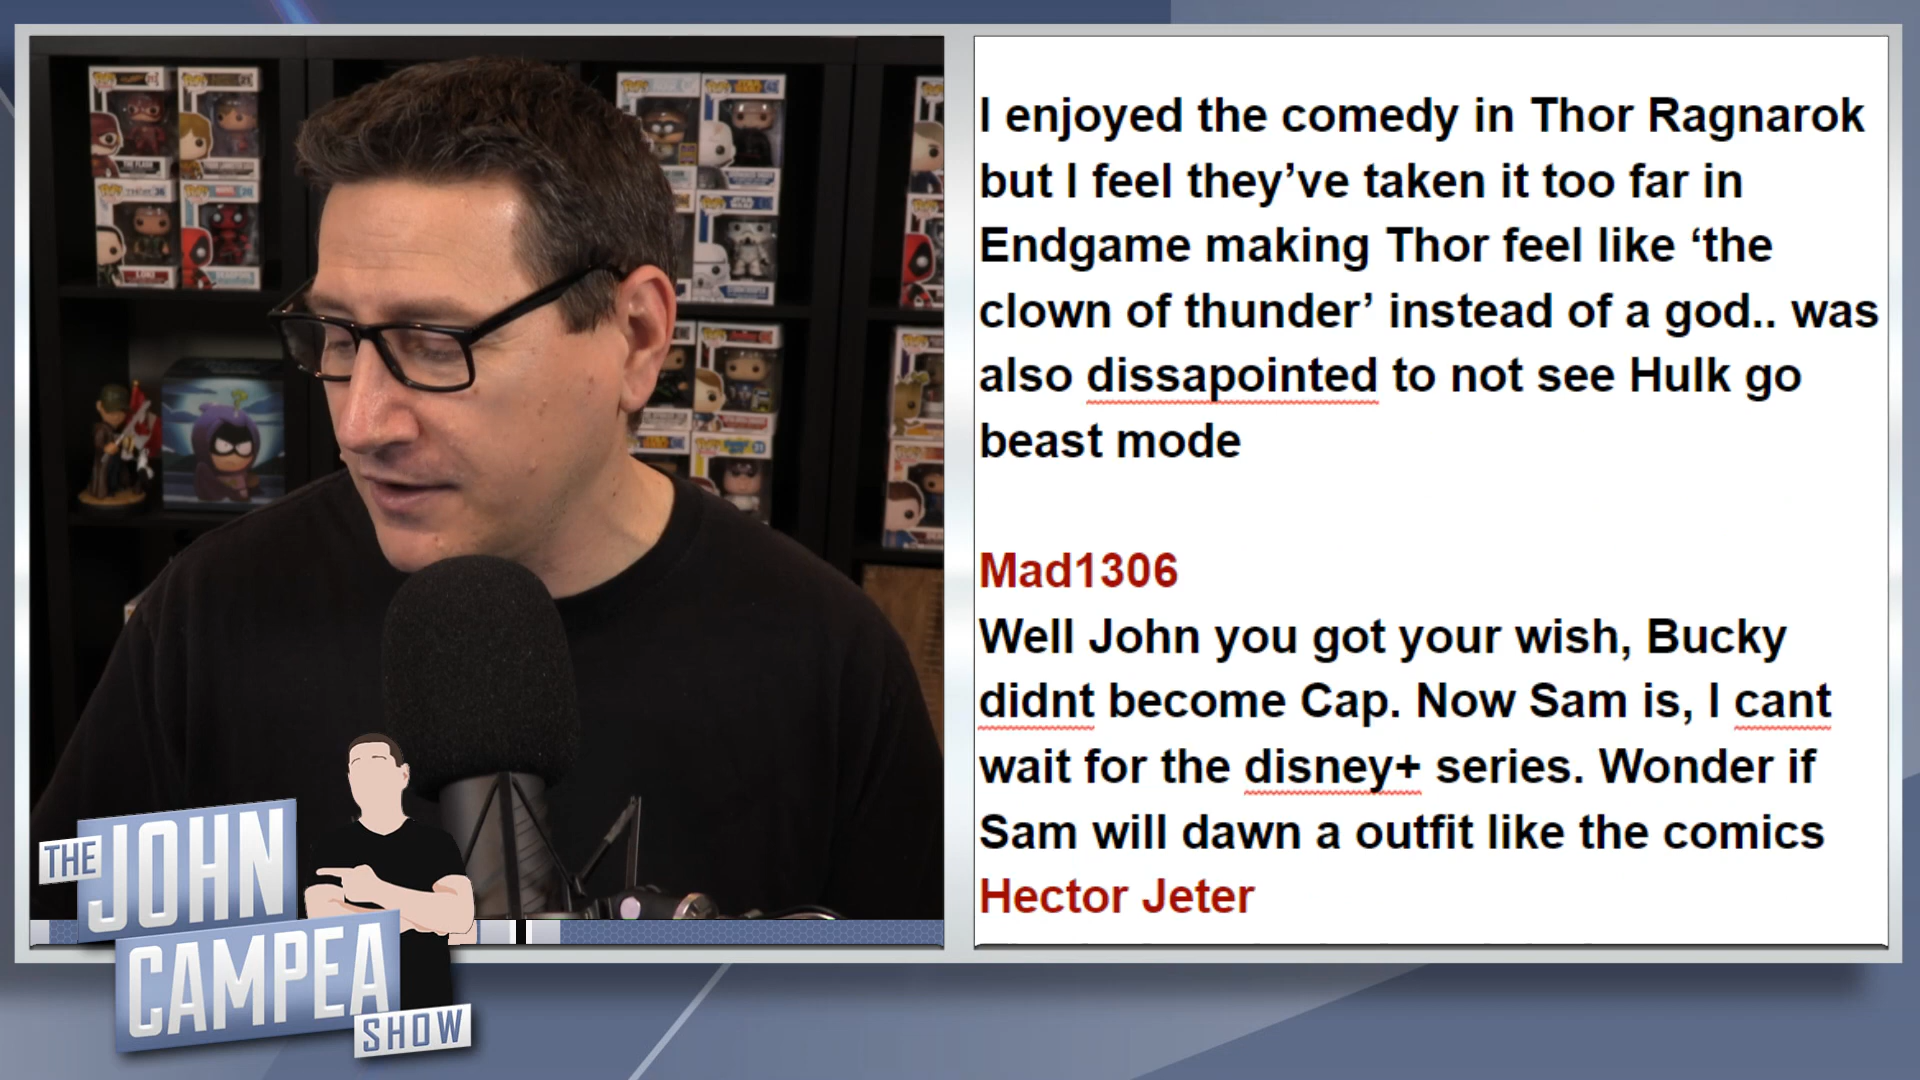 I enjoyed the comedy in Thor Ragnarok
but I feel they’ve taken it too far in
Endgame making Thor feel like ‘the
clown of thunder’ instead of a god.. was
also dissapointed to not see Hulk go
beast mode
Mad1306
Well John you got your wish, Bucky
didnt become Cap. Now Sam is, I cant
wait for the disney+ series. Wonder if
Sam will dawn a outfit like the comics
Hector Jeter
THE
JOHN
CAMPEA
SHOW